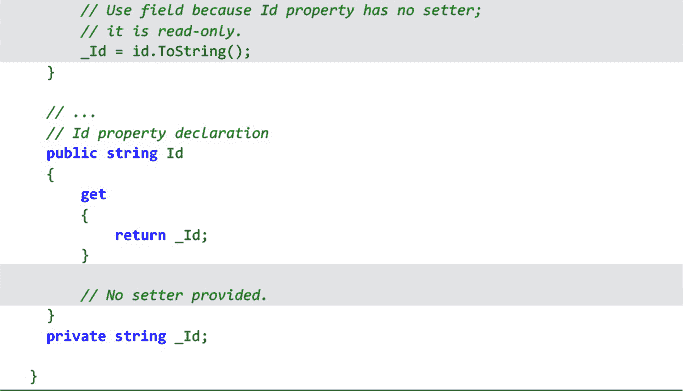 // Use field because Id property has no setter;
// it is read-only.
_Id = id.ToString();
}
// ...
// Id property declaration
public string Id
{
get
{
return _Id;
}
// No setter provided.
}
private string _Id;
}